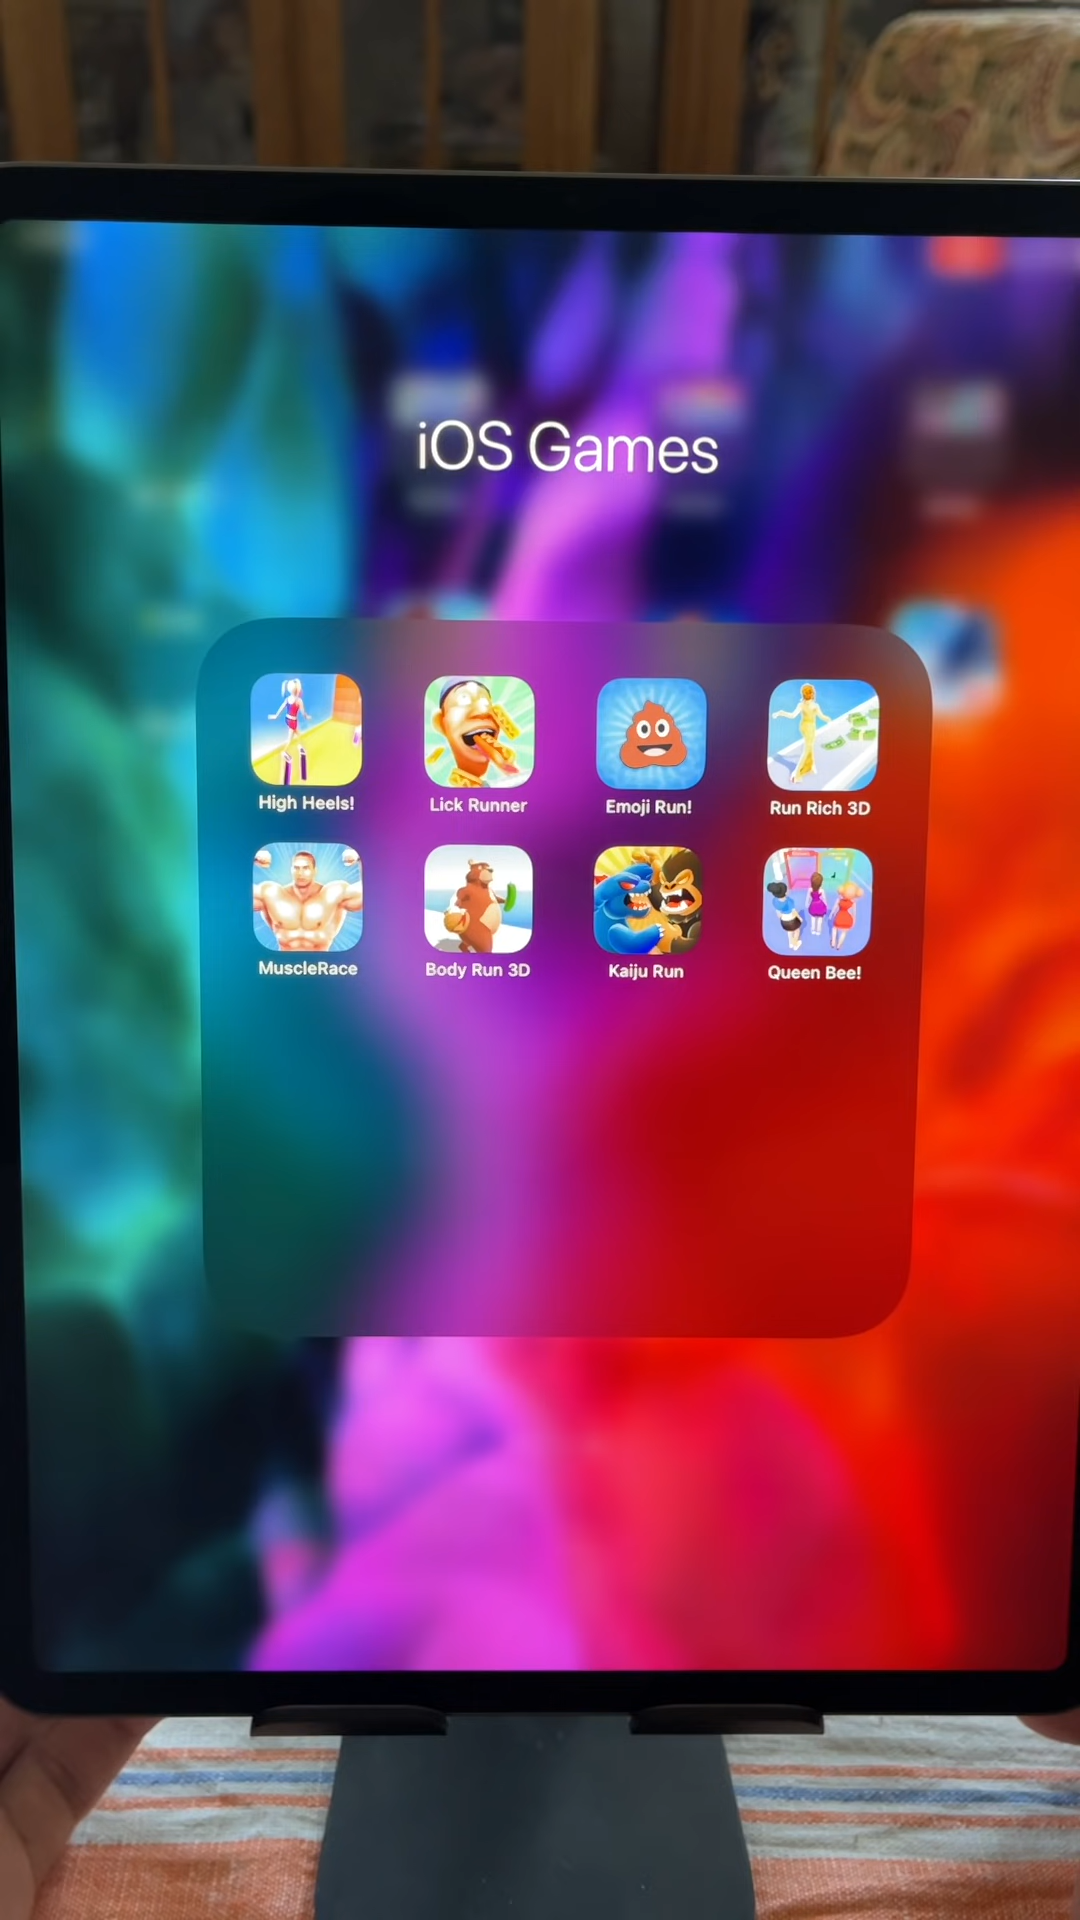 iOS Games
High Heels!
Lick Runner
Emoji Run!
Run Rich 3D
MuscleRace
Body Run 3D
Kaiju Run
Queen Bee!